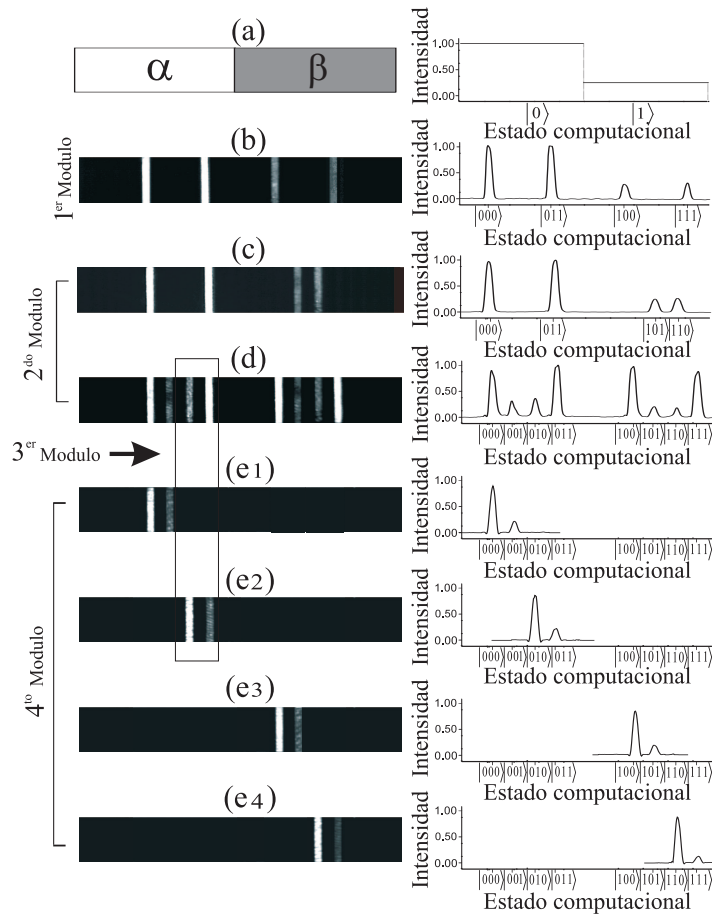 (a)
α β
Intensidad
1.00
0.50
0.00
|0⟩ |1⟩
Estado computacional
1er Modulo
(b)
Intensidad
1.00
0.50
0.00
|000⟩ |011⟩ |100⟩ |111⟩
Estado computacional
2do Modulo
(c)
Intensidad
1.00
0.50
0.00
|000⟩ |011⟩ |101⟩|110⟩
Estado computacional
(d)
Intensidad
1.00
0.50
0.00
|000⟩|001⟩|010⟩|011⟩ |100⟩|101⟩|110⟩|111⟩
Estado computacional
3er Modulo
4to Modulo
(e1)
Intensidad
1.00
0.50
0.00
|000⟩|001⟩|010⟩|011⟩ |100⟩|101⟩|110⟩|111⟩
Estado computacional
(e2)
Intensidad
1.00
0.50
0.00
|000⟩|001⟩|010⟩|011⟩ |100⟩|101⟩|110⟩|111⟩
Estado computacional
(e3)
Intensidad
1.00
0.50
0.00
|000⟩|001⟩|010⟩|011⟩ |100⟩|101⟩|110⟩|111⟩
Estado computacional
(e4)
Intensidad
1.00
0.50
0.00
|000⟩|001⟩|010⟩|011⟩ |100⟩|101⟩|110⟩|111⟩
Estado computacional